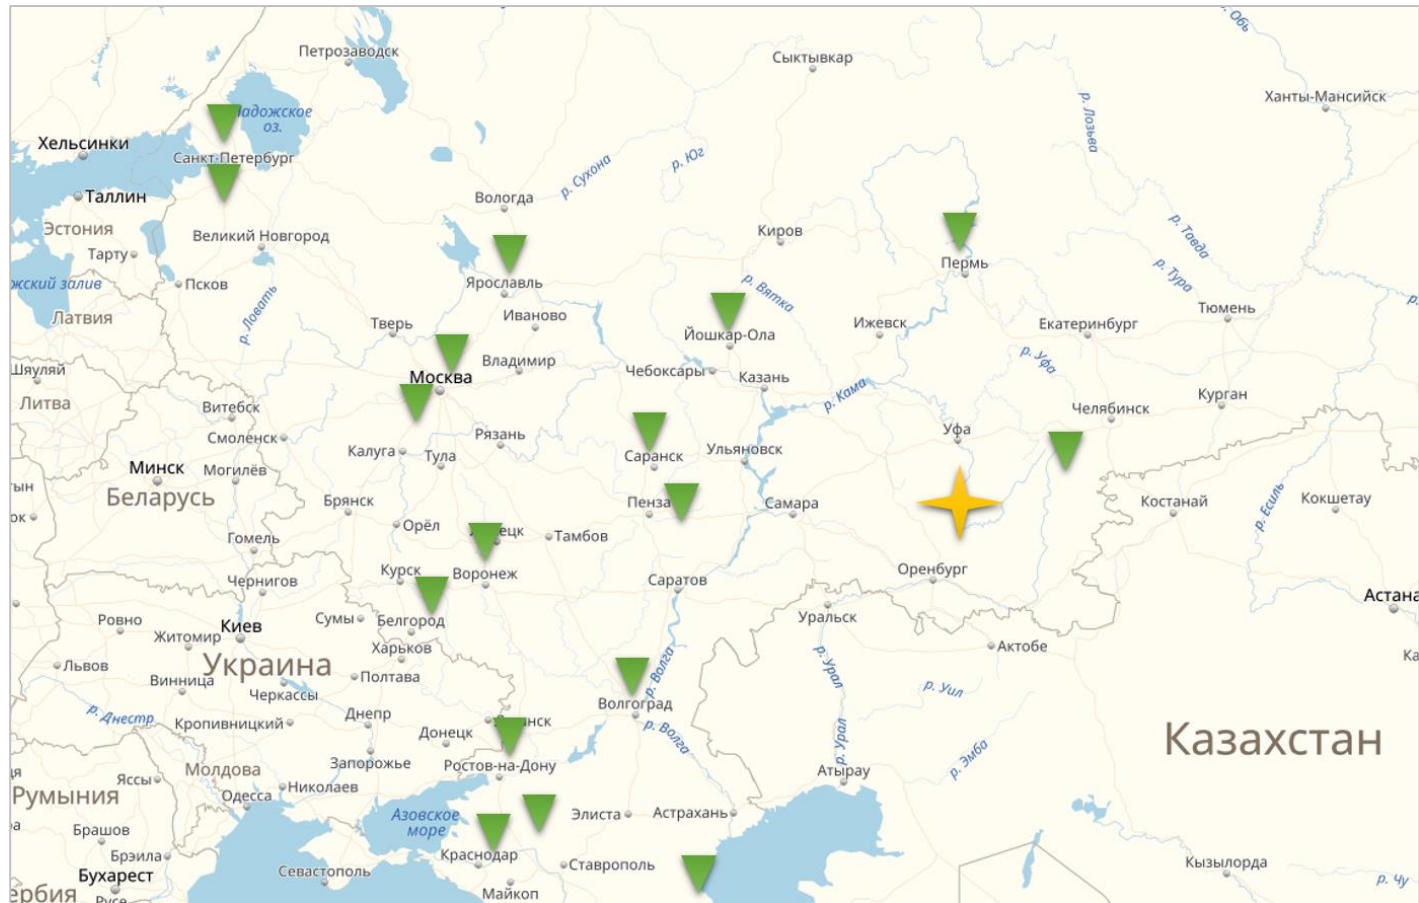 р. Обь
Петрозаводск
Сыктывкар
Ханты-Мансийск
р. Лозьва
оз.
Хельсинки
Санкт-Петербург
р. Юг
р. Сухона
Таллин
Вологда
Эстония
Великий Новгород
Киров
р. Тавда
Тарту
Пермь
р. Тура
Псков
Ярославль
р. Вятка
Латвия
р. Ловать
Тверь
Иваново
Йошкар-Ола
Ижевск
Екатеринбург
Тюмень
Владимир
р. Уфа
Шяуляй
Москва
Чебоксары
Казань
р. Кама
Литва
Витебск
Челябинск
Курган
Смоленск
Рязань
Уфа
Калуга
Тула
Саранск
Ульяновск
Минск
Могилёв
Беларусь
Брянск
Пенза
Самара
Костанай
Кокшетау
р. Есиль
Орёл
Тамбов
Гомель
Курск
Воронеж
Саратов
Оренбург
Чернигов
Астана
Ровно
Киев
Сумы
Белгород
Уральск
Житомир
Харьков
Актобе
Львов
Украина
Полтава
р. Волга
р. Урал
Винница
Черкассы
р. Уил
Волгоград
р. Днестр
Кропивницкий
Днепр
Донецк
р. Волга
р. Урал
р. Эмба
Казахстан
Молдова
Запорожье
Ростов-на-Дону
Атырау
Яссы
Румыния
Одесса
Николаев
Азовское
море
Элиста
Астрахань
Брашов
Брэила
Краснодар
Ставрополь
Кызылорда
Бухарест
Севастополь
Майкоп
р. Чу